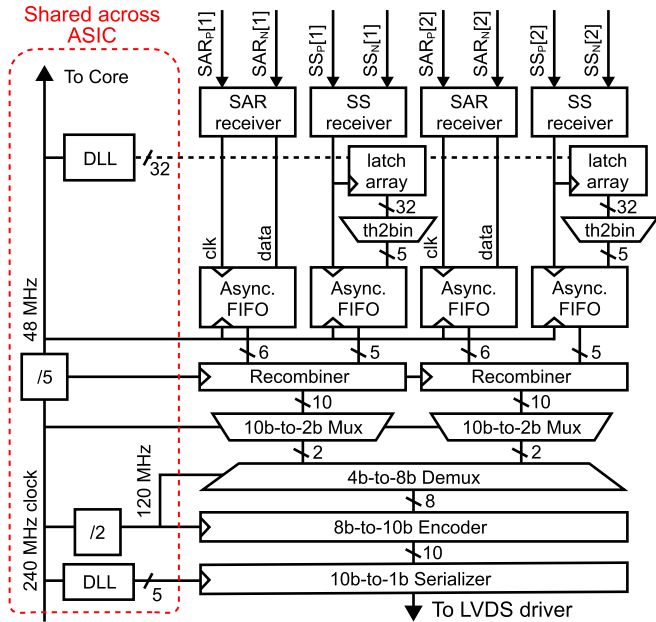 Shared across
ASIC
SARP[1]
SARN[1]
SSP[1]
SSN[1]
SARP[2]
SARN[2]
SSP[2]
SSN[2]
To Core
SAR
receiver
SS
receiver
SAR
receiver
SS
receiver
DLL
32
latch
array
latch
array
32
32
th2bin
th2bin
clk
data
5
clk
data
5
Async.
FIFO
Async.
FIFO
Async.
FIFO
Async.
FIFO
48 MHz
6
5
6
5
/5
Recombiner
Recombiner
10
10
10b-to-2b Mux
10b-to-2b Mux
2
2
120 MHz
4b-to-8b Demux
8
240 MHz clock
/2
8b-to-10b Encoder
10
DLL
5
10b-to-1b Serializer
To LVDS driver